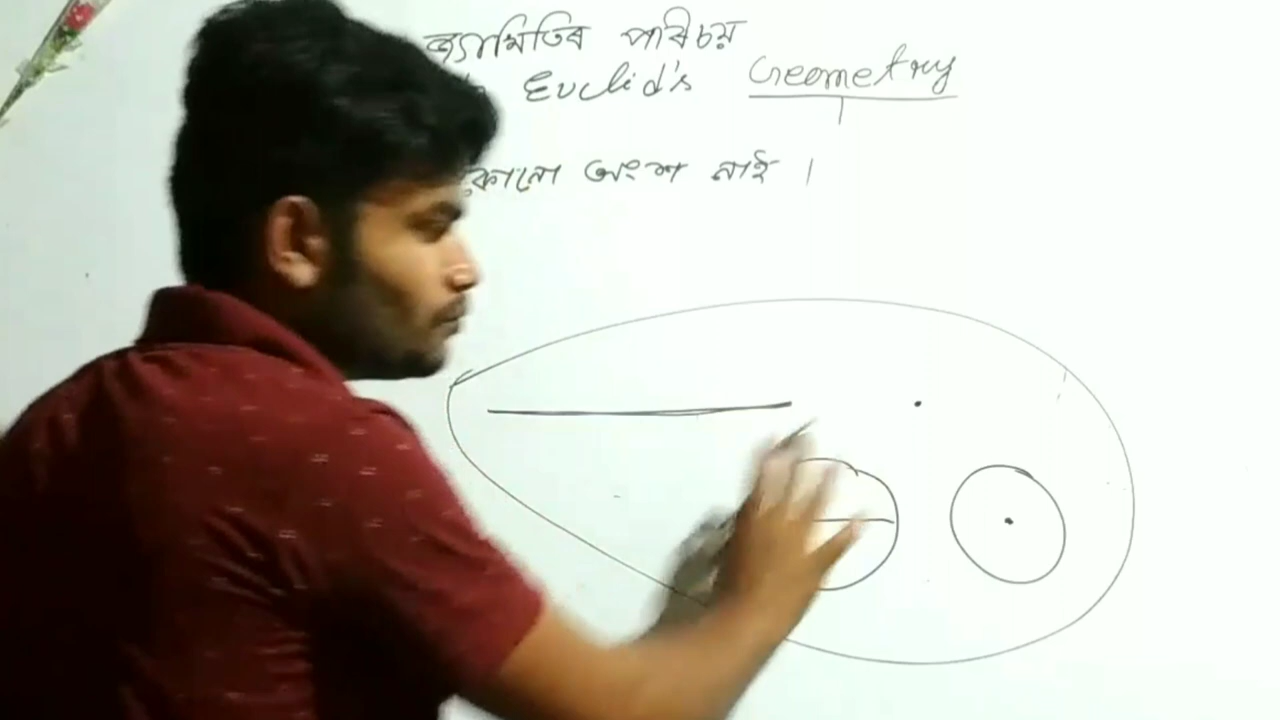 জ্যামিতিৰ পৰিচয়
Euclid's Geometry
কোনো অংশ নাই ।